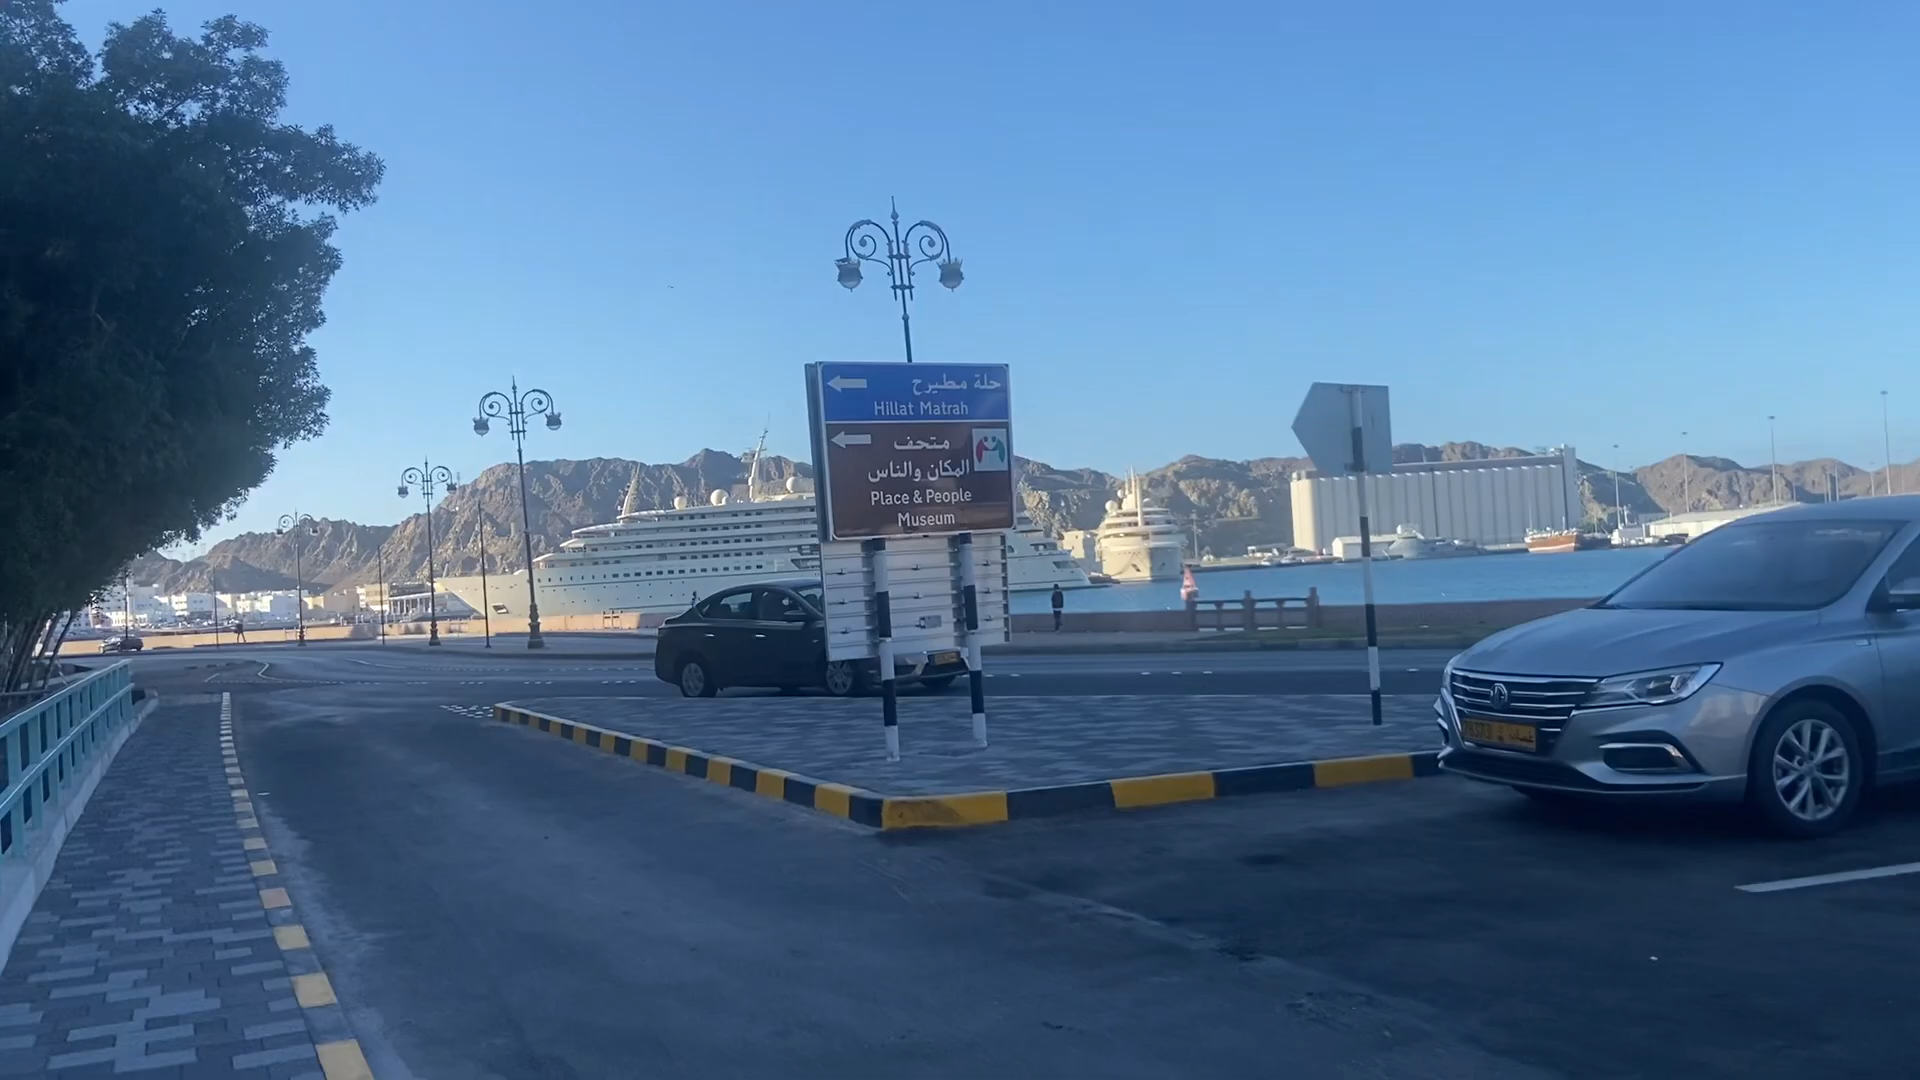 حلة مطيرح
Hillat Matrah
متحف
المكان والناس
Place & People
Museum